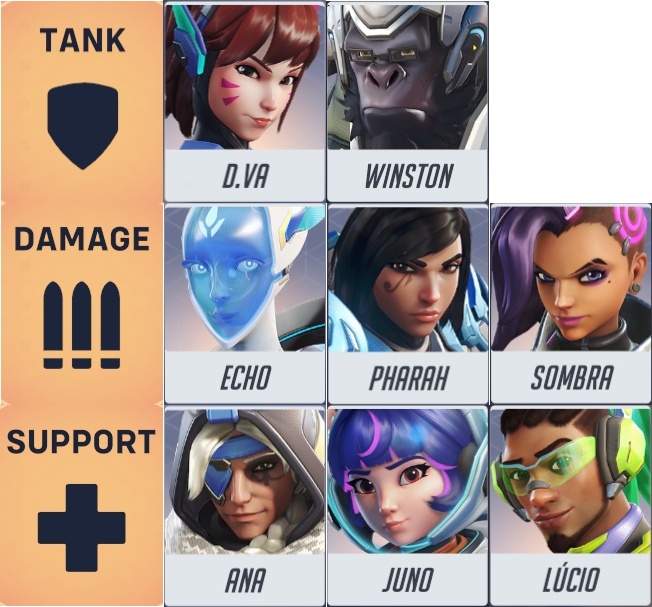 TANK
D.VA
WINSTON
DAMAGE
ECHO
PHARAH
SOMBRA
SUPPORT
ANA
JUNO
LÚCIO